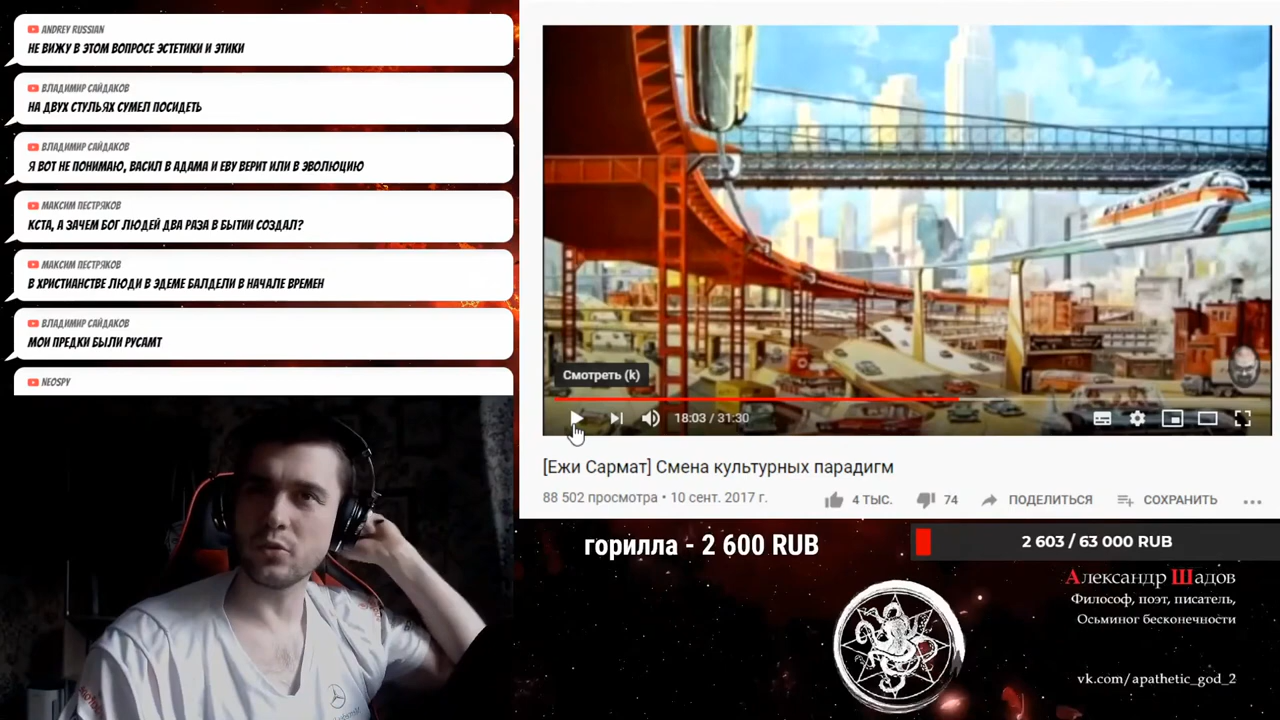 ANDREY RUSSIAN
НЕ ВИЖУ В ЭТОМ ВОПРОСЕ ЭСТЕТИКИ И ЭТИКИ
ВЛАДИМИР САЙДАКОВ
НА ДВУХ СТУЛЬЯХ СУМЕЛ ПОСИДЕТЬ
ВЛАДИМИР САЙДАКОВ
Я ВОТ НЕ ПОНИМАЮ, ВАСИЛ В АДАМА И ЕВУ ВЕРИТ ИЛИ В ЭВОЛЮЦИЮ
МАКСИМ ПЕСТРЯКОВ
КСТА, А ЗАЧЕМ БОГ ЛЮДЕЙ ДВА РАЗА В БЫТИИ СОЗДАЛ?
МАКСИМ ПЕСТРЯКОВ
В ХРИСТИАНСТВЕ ЛЮДИ В ЭДЕМЕ БАЛДЕЛИ В НАЧАЛЕ ВРЕМЕН
ВЛАДИМИР САЙДАКОВ
МОИ ПРЕДКИ БЫЛИ РУСАМТ
NEOSPY
Смотреть (k)
18:03 / 31:30
[Ежи Сармат] Смена культурных парадигм
88 502 просмотра • 10 сент. 2017 г.
4 ТЫС.
74
ПОДЕЛИТЬСЯ
СОХРАНИТЬ
горилла - 2 600 RUB
2 603 / 63 000 RUB
Александр Шадов
Философ, поэт, писатель,
Осьминог бесконечности
vk.com/apathetic_god_2